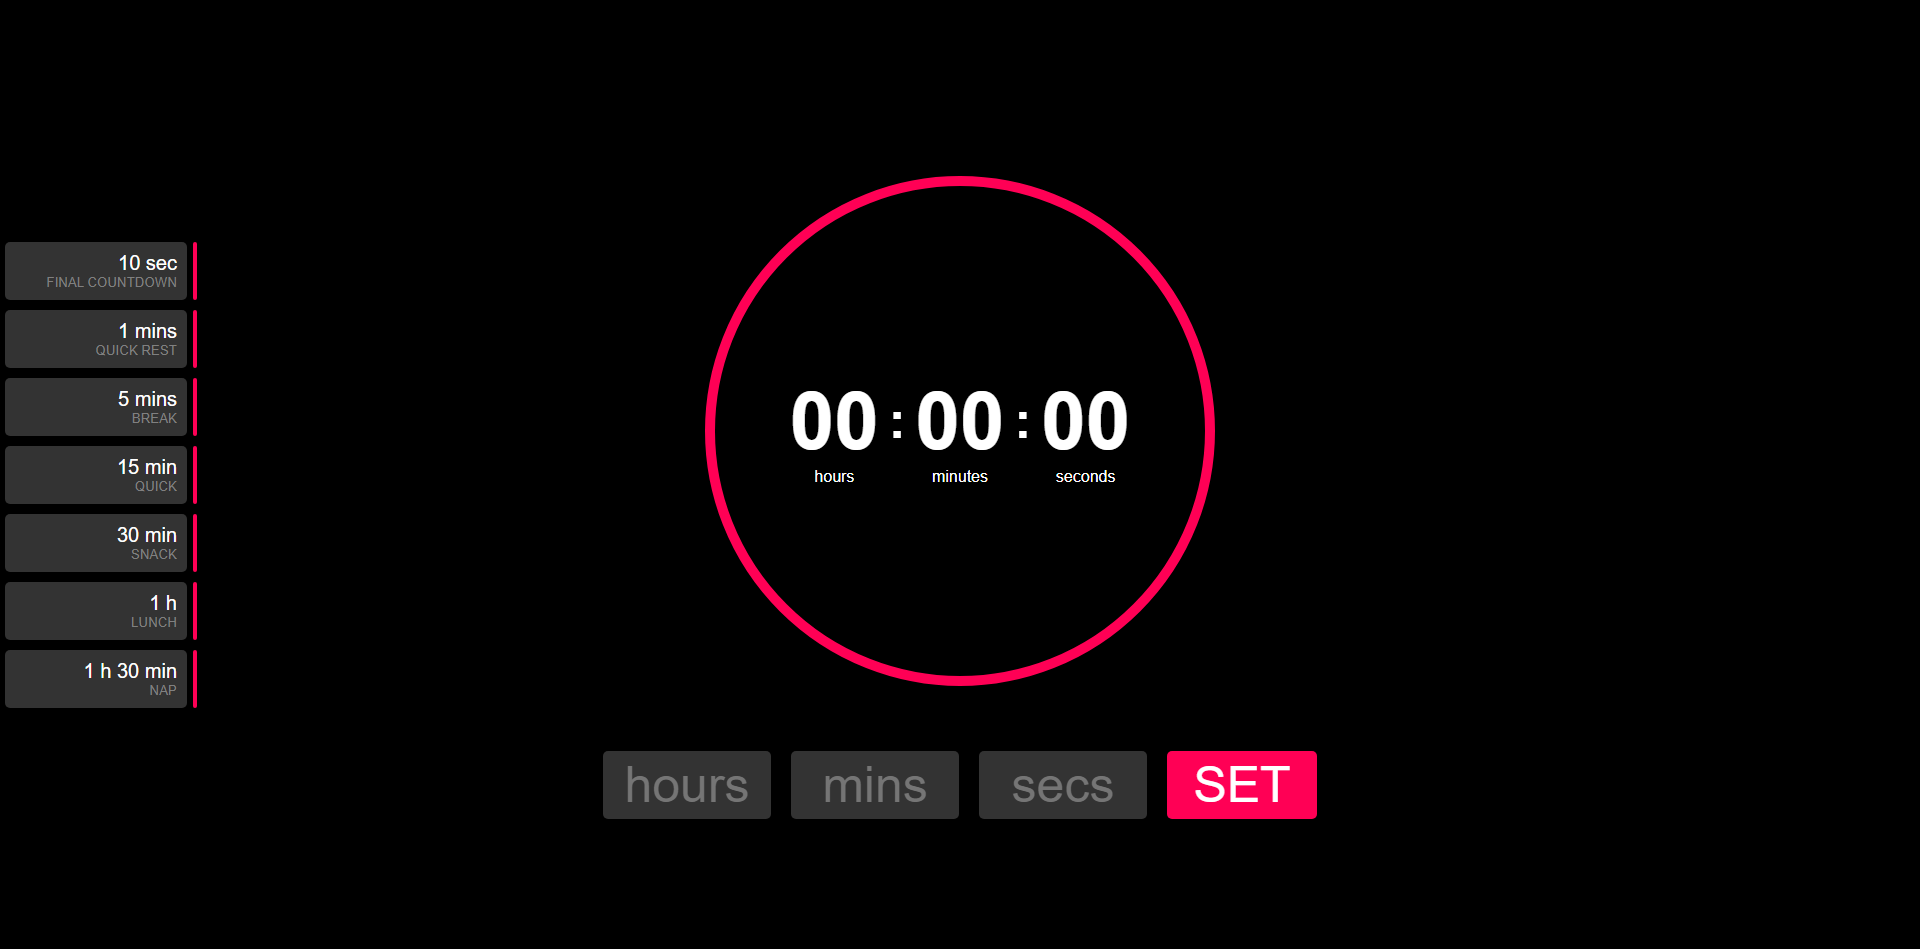 10 sec
FINAL COUNTDOWN
1 mins
QUICK REST
5 mins
BREAK
15 min
QUICK
30 min
SNACK
1 h
LUNCH
1 h 30 min
NAP
00 : 00 : 00
hours minutes seconds
hours mins secs SET